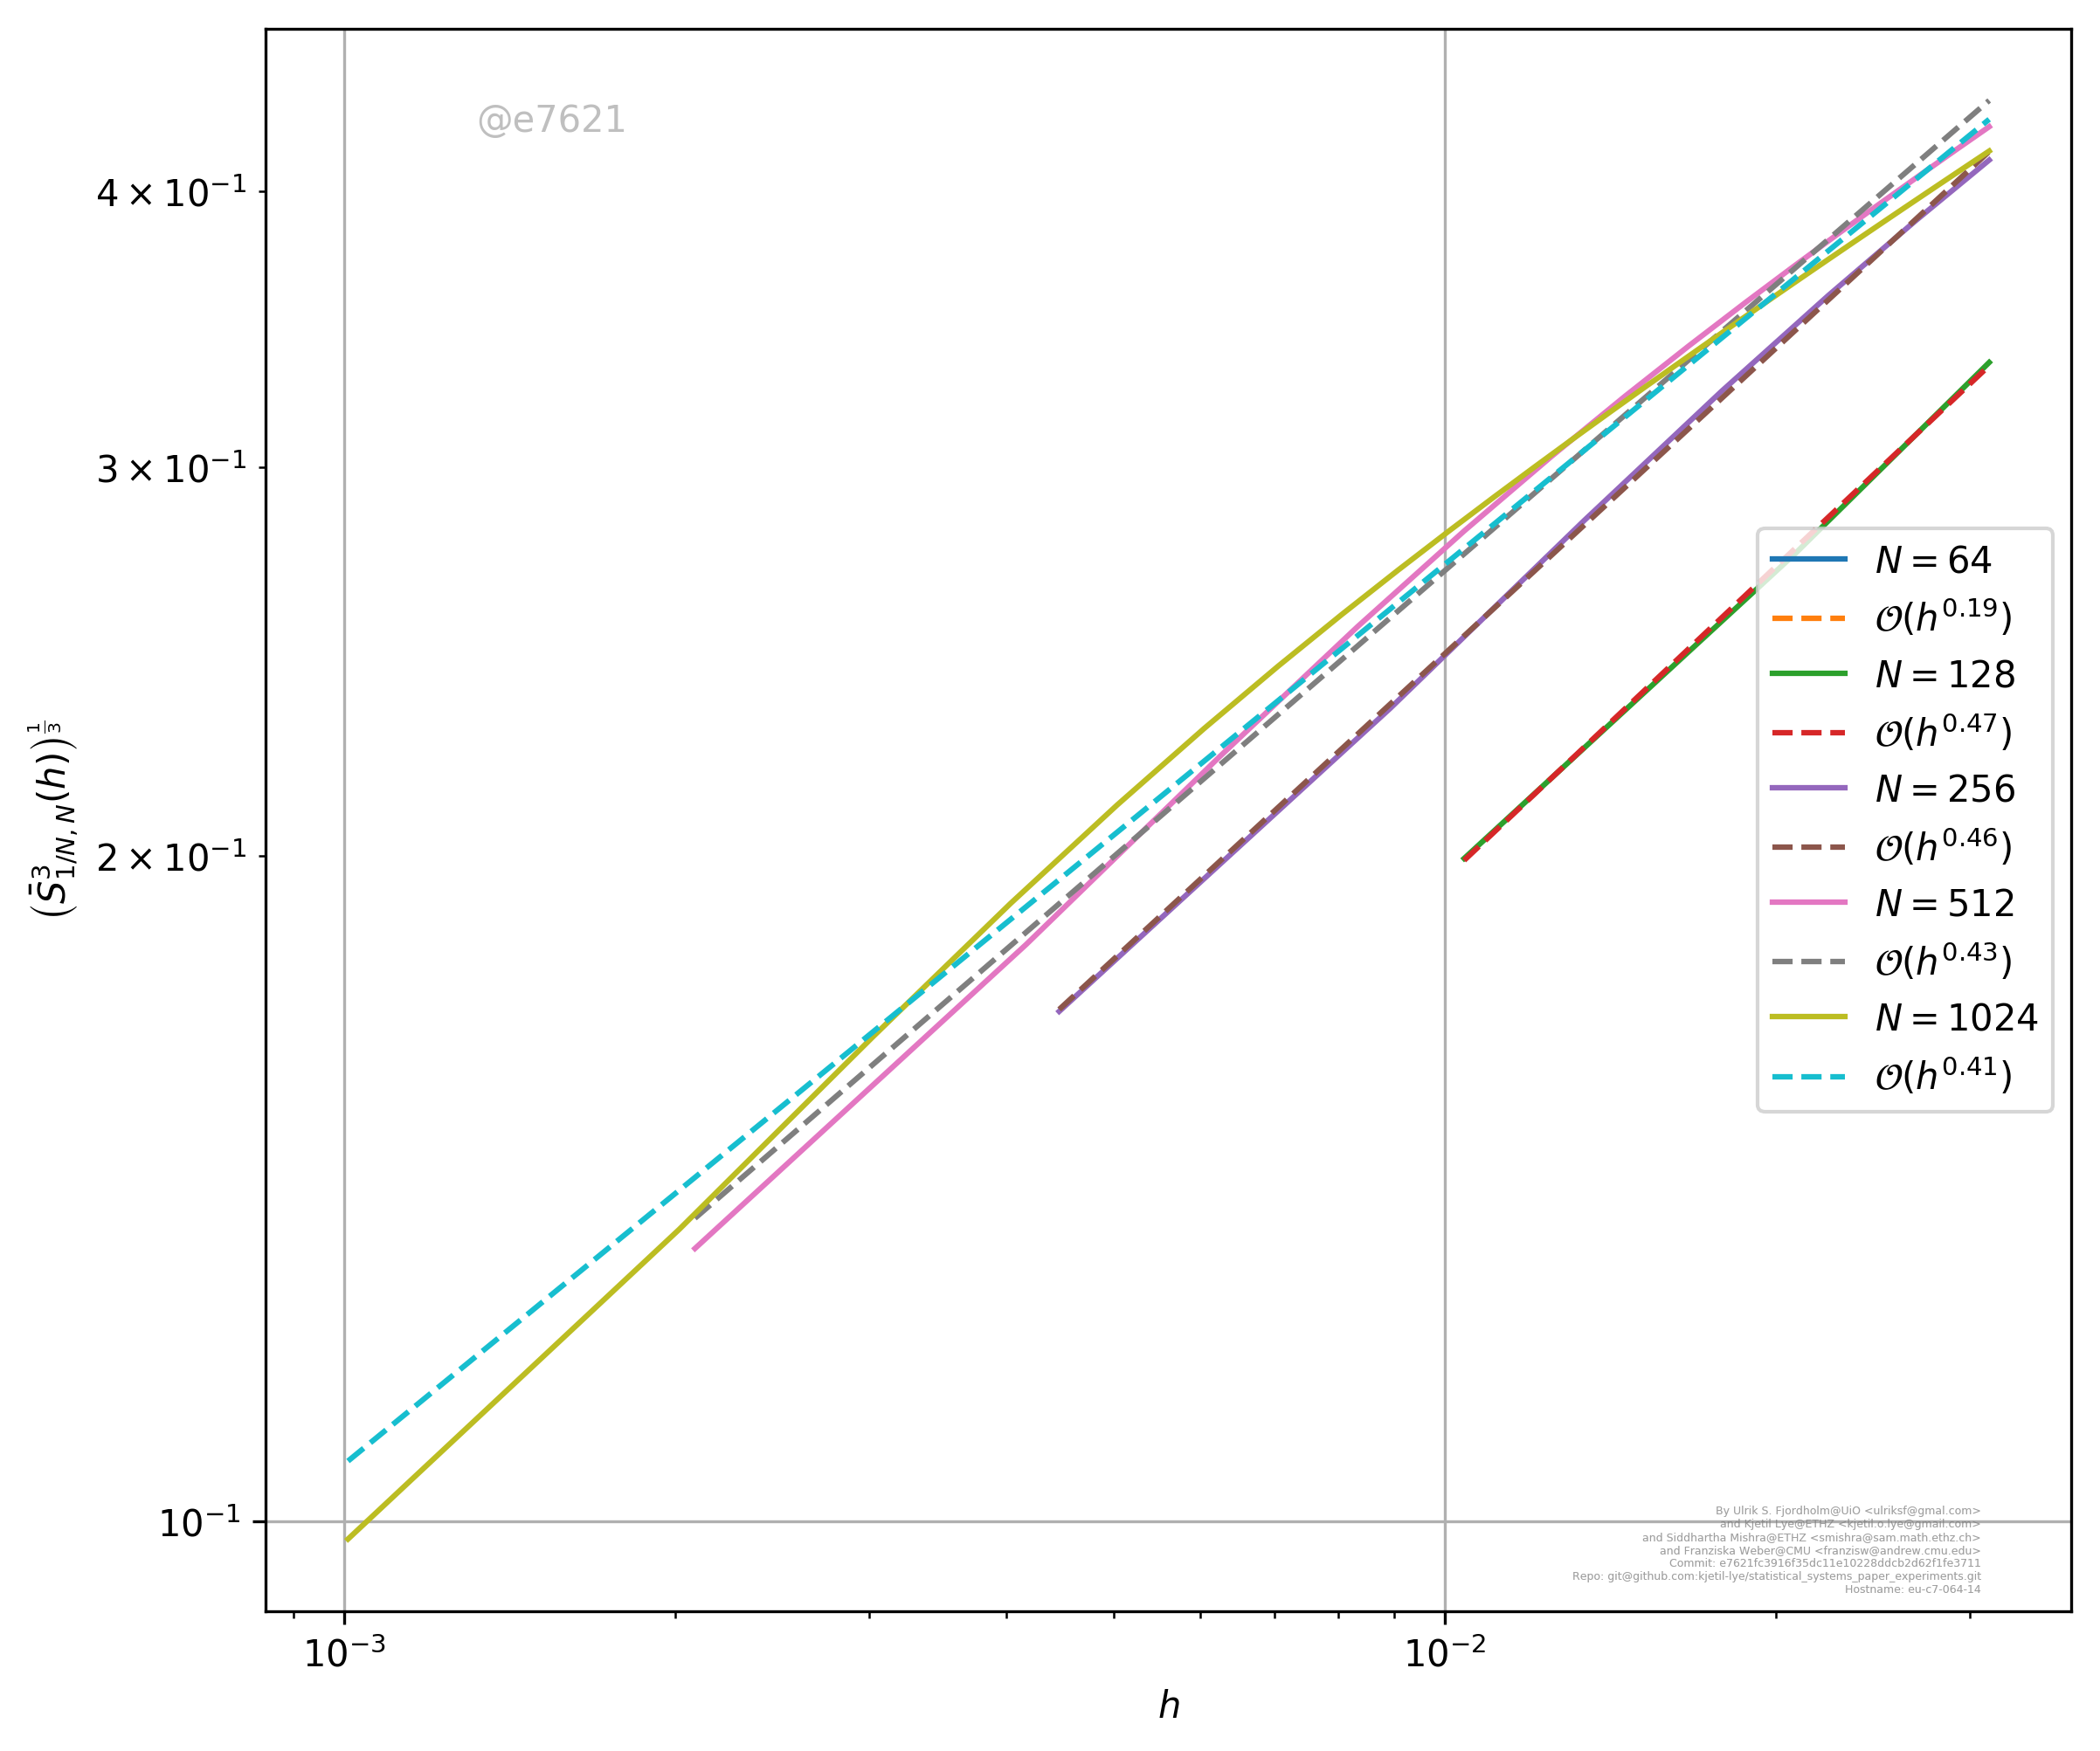 @e7621
4 × 10⁻¹
3 × 10⁻¹
2 × 10⁻¹
10⁻¹
(S̄³₁/N, N(h))^1/3
N = 64
𝒪(h^0.19)
N = 128
𝒪(h^0.47)
N = 256
𝒪(h^0.46)
N = 512
𝒪(h^0.43)
N = 1024
𝒪(h^0.41)
By Ulrik S. Fjordholm@UiO <ulriksf@gmal.com>
and Kjetil Lye@ETHZ <kjetil.o.lye@gmail.com>
and Siddhartha Mishra@ETHZ <smishra@sam.math.ethz.ch>
and Franziska Weber@CMU <franzisw@andrew.cmu.edu>
Commit: e7621fc3916f35dc11e10228ddcb2d62f1fe3711
Repo: git@github.com:kjetil-lye/statistical_systems_paper_experiments.git
Hostname: eu-c7-064-14
10⁻³
10⁻²
h